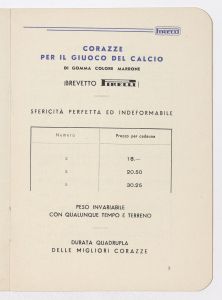 PIRELLI
CORAZZE
PER IL GIUOCO DEL CALCIO
DI GOMMA COLORE MARRONE
(BREVETTO PIRELLI)
SFERICITÀ PERFETTA ED INDEFORMABILE
Numero Prezzo per cadauna
18.—
20.50
30.25
PESO INVARIABILE
CON QUALUNQUE TEMPO E TERRENO
DURATA QUADRUPLA
DELLE MIGLIORI CORAZZE